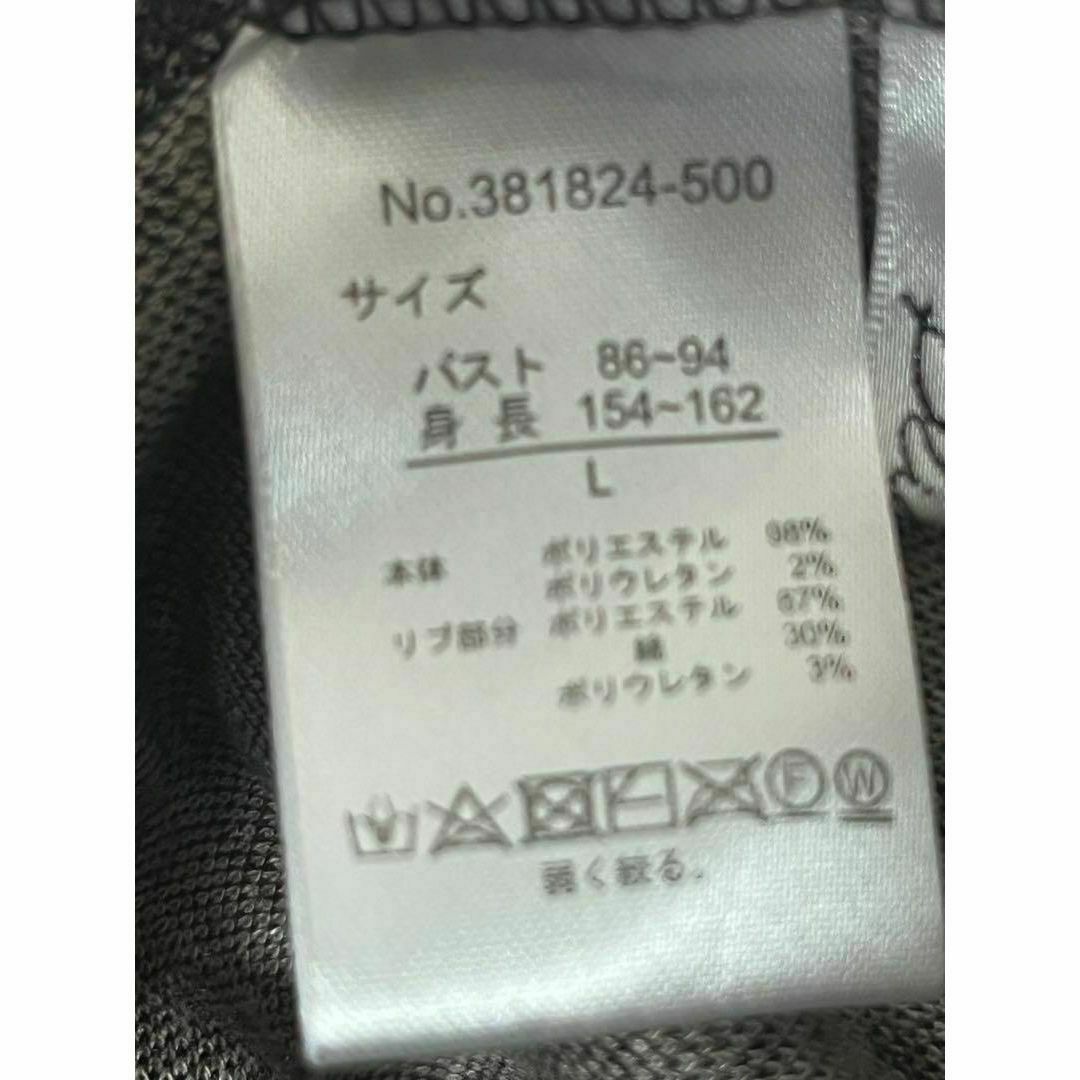 No.381824-500
サイズ
バスト 86~94
身長 154~162
L
本体 ポリエステル 98%
ポリウレタン 2%
リブ部分 ポリエステル 67%
綿 30%
ポリウレタン 3%
F W
弱く絞る。